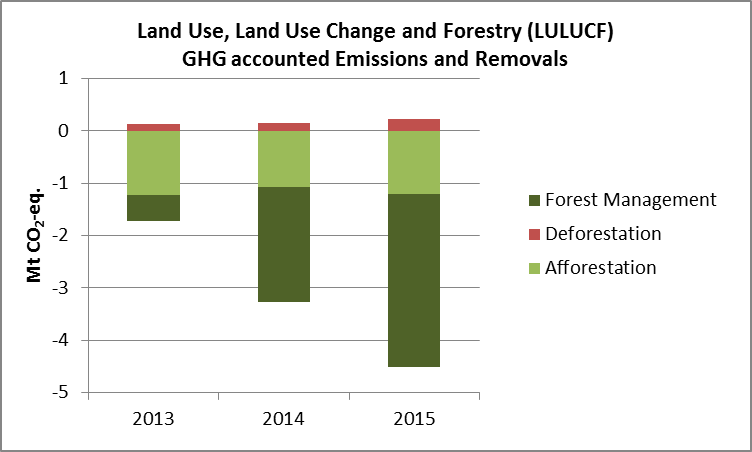 Land Use, Land Use Change and Forestry (LULUCF)
GHG accounted Emissions and Removals
1
0
-1
-2
-3
-4
-5
Mt CO₂-eq.
2013 2014 2015
Forest Management
Deforestation
Afforestation